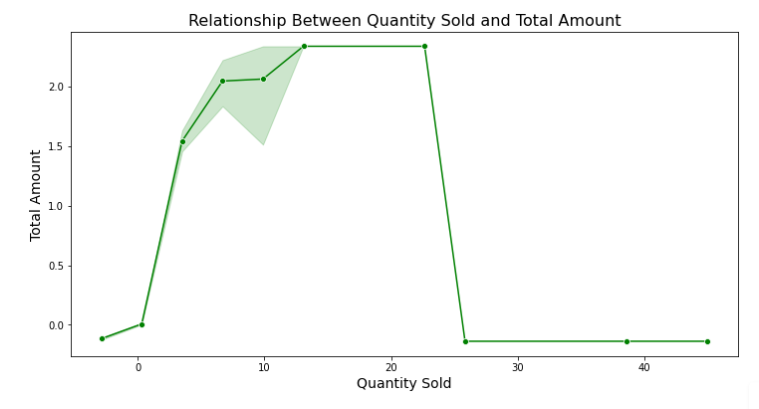 Relationship Between Quantity Sold and Total Amount
Total Amount
2.0
1.5
1.0
0.5
0.0
0 10 20 30 40
Quantity Sold